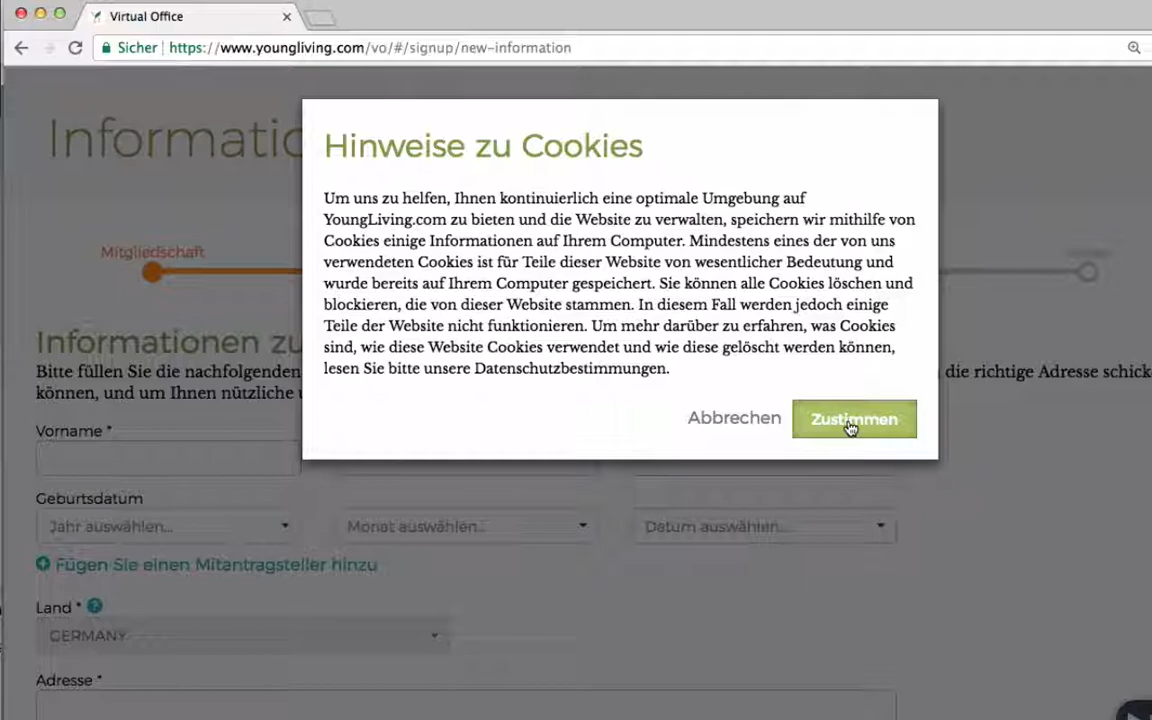 Virtual Office
Sicher https://www.youngliving.com/vo/#/signup/new-information
Hinweise zu Cookies
Um uns zu helfen, Ihnen kontinuierlich eine optimale Umgebung auf
YoungLiving.com zu bieten und die Website zu verwalten, speichern wir mithilfe von
Cookies einige Informationen auf Ihrem Computer. Mindestens eines der von uns
verwendeten Cookies ist für Teile dieser Website von wesentlicher Bedeutung und
wurde bereits auf Ihrem Computer gespeichert. Sie können alle Cookies löschen und
blockieren, die von dieser Website stammen. In diesem Fall werden jedoch einige
Teile der Website nicht funktionieren. Um mehr darüber zu erfahren, was Cookies
sind, wie diese Website Cookies verwendet und wie diese gelöscht werden können,
lesen Sie bitte unsere Datenschutzbestimmungen.
Abbrechen Zustimmen
Mitgliedschaft
Informationen
Bitte füllen Sie die nachfolgenden die richtige Adresse
können, und um Ihnen nützliche
Vorname *
Geburtsdatum
Jahr auswählen... Monat auswählen... Datum auswählen...
Fügen Sie einen Mitantragsteller hinzu
Land * ?
GERMANY
Adresse *